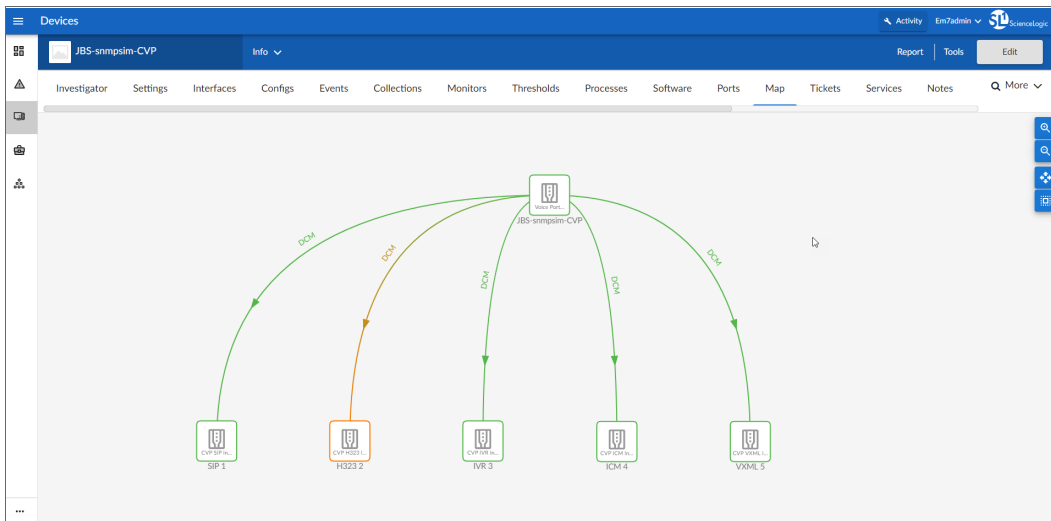 Devices
Activity
Em7admin
SL
ScienceLogic
JBS-snmpsim-CVP
Info
Report
Tools
Edit
Investigator
Settings
Interfaces
Configs
Events
Collections
Monitors
Thresholds
Processes
Software
Ports
Map
Tickets
Services
Notes
More
Voice Port...
JBS-snmpsim-CVP
DCM
DCM
DCM
DCM
DCM
CVP SIP In...
SIP 1
CVP H323 I...
H323 2
CVP IVR In...
IVR 3
CVP ICM In...
ICM 4
CVP VXML I...
VXML 5